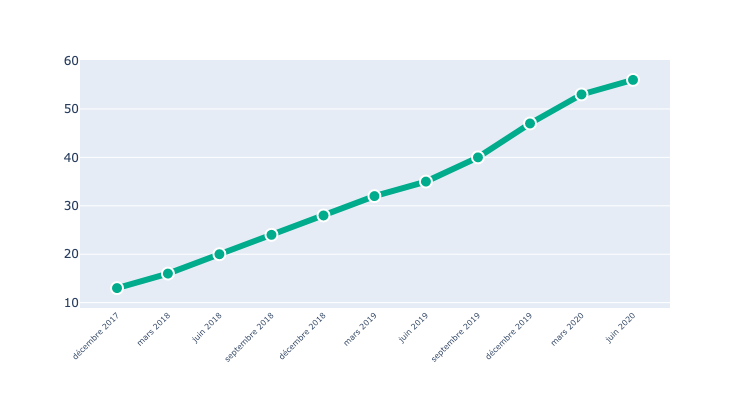 60
50
40
30
20
10
décembre 2017
mars 2018
juin 2018
septembre 2018
décembre 2018
mars 2019
juin 2019
septembre 2019
décembre 2019
mars 2020
juin 2020